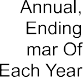 Annual,
Ending
mar Of
Each Year